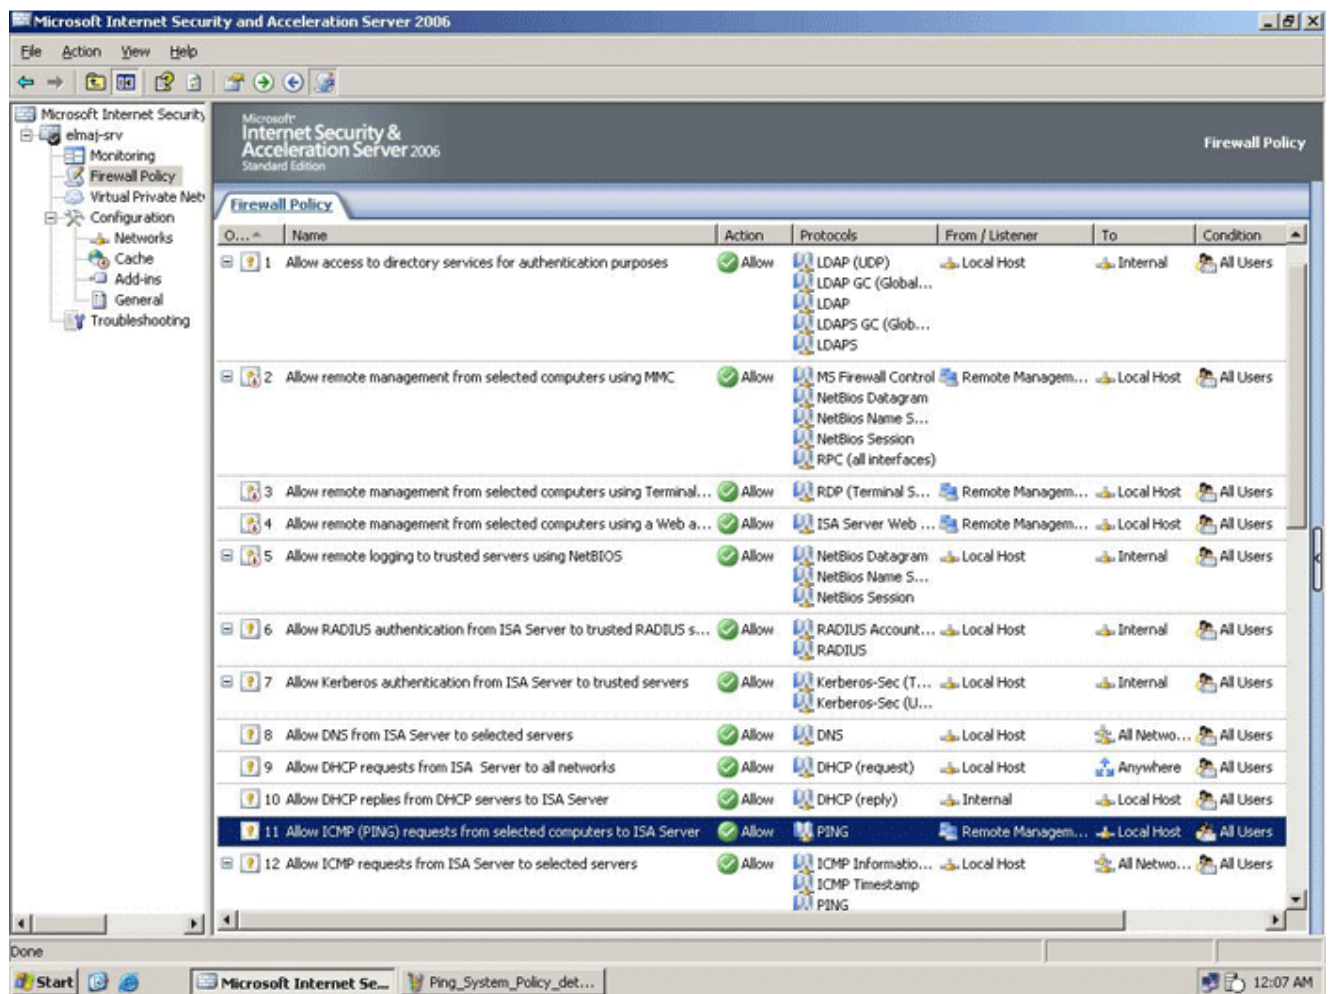 Microsoft Internet Security and Acceleration Server 2006
File Action View Help
Microsoft Internet Security
elmaj-srv
Monitoring
Firewall Policy
Virtual Private Netw
Configuration
Networks
Cache
Add-ins
General
Troubleshooting
Microsoft®
Internet Security &
Acceleration Server 2006
Standard Edition
Firewall Policy
Firewall Policy
O... Name Action Protocols From / Listener To Condition
1 Allow access to directory services for authentication purposes Allow LDAP (UDP) Local Host Internal All Users
LDAP GC (Global...
LDAP
LDAPS GC (Glob...
LDAPS
2 Allow remote management from selected computers using MMC Allow MS Firewall Control Remote Managem... Local Host All Users
NetBios Datagram
NetBios Name S...
NetBios Session
RPC (all interfaces)
3 Allow remote management from selected computers using Terminal... Allow RDP (Terminal S... Remote Managem... Local Host All Users
4 Allow remote management from selected computers using a Web a... Allow ISA Server Web ... Remote Managem... Local Host All Users
5 Allow remote logging to trusted servers using NetBIOS Allow NetBios Datagram Local Host Internal All Users
NetBios Name S...
NetBios Session
6 Allow RADIUS authentication from ISA Server to trusted RADIUS s... Allow RADIUS Account... Local Host Internal All Users
RADIUS
7 Allow Kerberos authentication from ISA Server to trusted servers Allow Kerberos-Sec (T... Local Host Internal All Users
Kerberos-Sec (U...
8 Allow DNS from ISA Server to selected servers Allow DNS Local Host All Netwo... All Users
9 Allow DHCP requests from ISA Server to all networks Allow DHCP (request) Local Host Anywhere All Users
10 Allow DHCP replies from DHCP servers to ISA Server Allow DHCP (reply) Internal Local Host All Users
11 Allow ICMP (PING) requests from selected computers to ISA Server Allow PING Remote Managem... Local Host All Users
12 Allow ICMP requests from ISA Server to selected servers Allow ICMP Informatio... Local Host All Netwo... All Users
ICMP Timestamp
PING
Done
Start Microsoft Internet Se... Ping_System_Policy_det... 12:07 AM